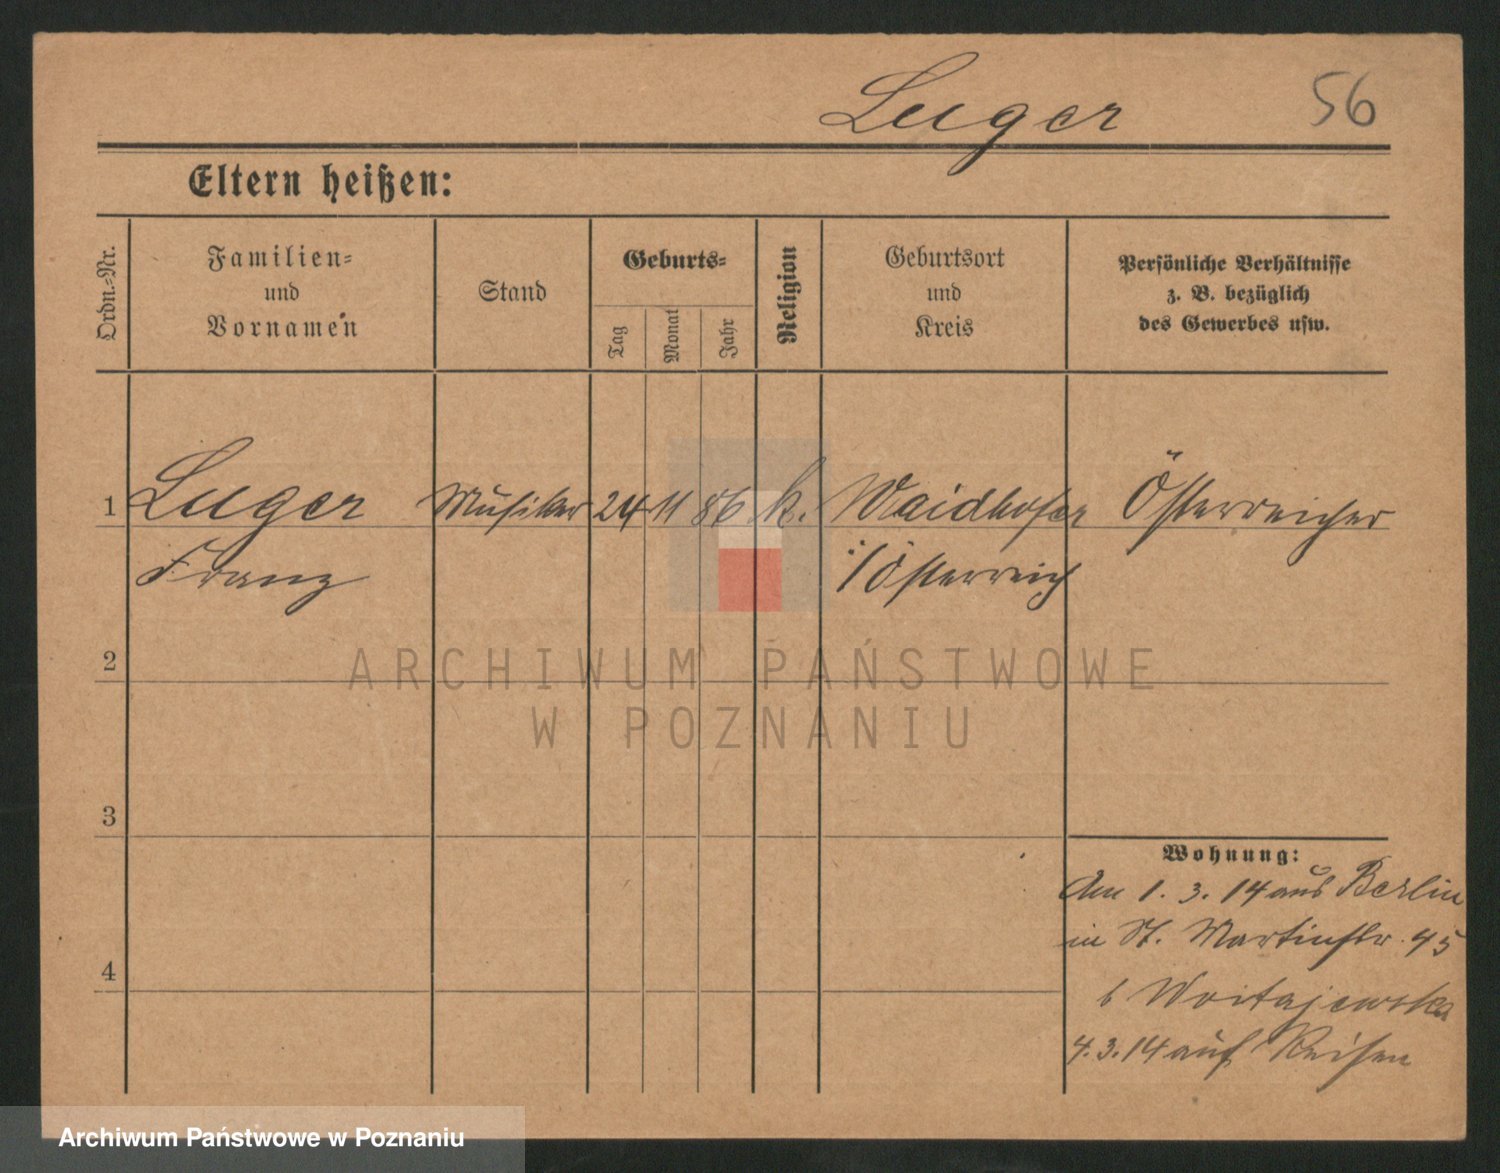 Luger
56
Eltern heißen:
Ordn.-Nr.
Familien-
und
Vornamen
Stand
Geburts-
Tag
Monat
Jahr
Religion
Geburtsort
und
Kreis
Persönliche Verhältnisse
z. B. bezüglich
des Gewerbes usw.
1 Luger Musiker 24 11 86 k. Waidhofen Österreicher
Franz i/Österreich
2
3
4
Wohnung:
Am 1. 3. 14 aus Berlin
in St. Martinstr. 45
b Woitajewska
4.3.14 auf Reisen
ARCHIWUM PAŃSTWOWE
W POZNANIU
Archiwum Państwowe w Poznaniu